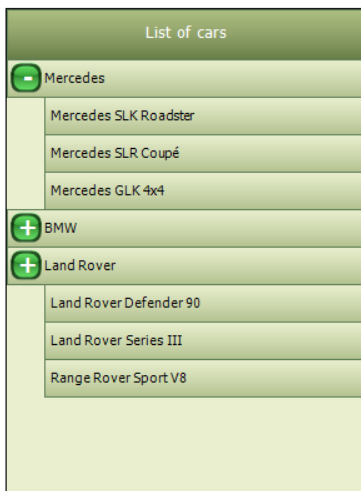 List of cars
Mercedes
Mercedes SLK Roadster
Mercedes SLR Coupé
Mercedes GLK 4x4
BMW
Land Rover
Land Rover Defender 90
Land Rover Series III
Range Rover Sport V8